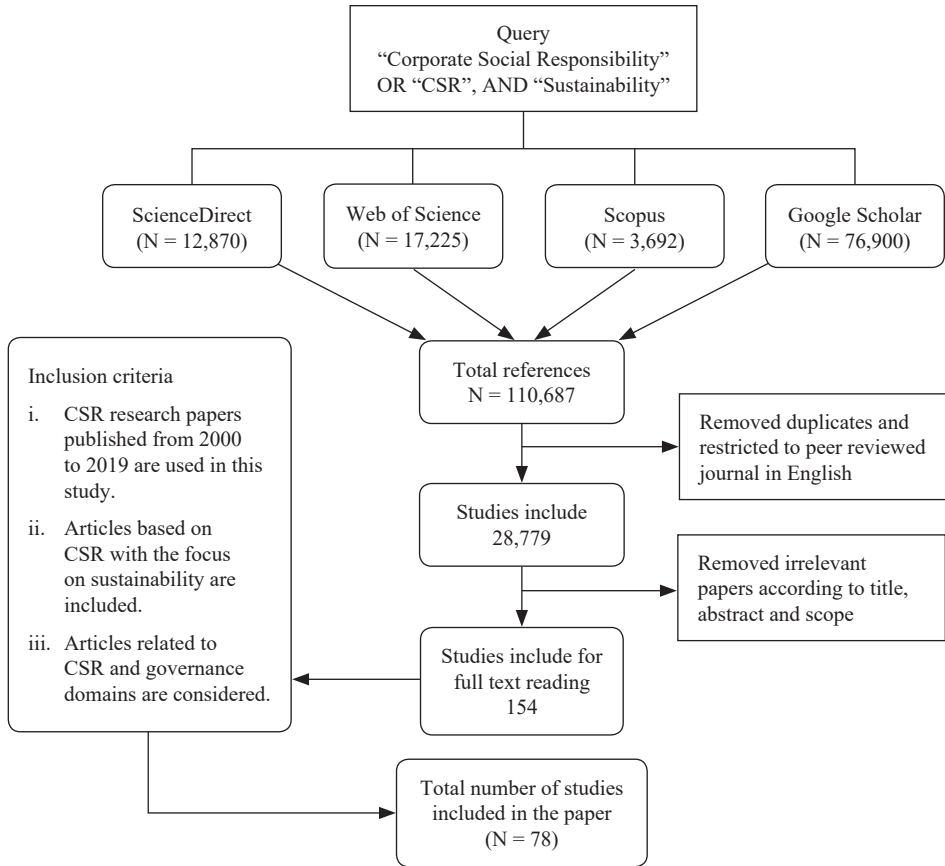 Query
“Corporate Social Responsibility”
OR “CSR”, AND “Sustainability”
ScienceDirect
(N = 12,870)
Web of Science
(N = 17,225)
Scopus
(N = 3,692)
Google Scholar
(N = 76,900)
Total references
N = 110,687
Removed duplicates and
restricted to peer reviewed
journal in English
Studies include
28,779
Removed irrelevant
papers according to title,
abstract and scope
Studies include for
full text reading
154
Inclusion criteria
i. CSR research papers
published from 2000
to 2019 are used in this
study.
ii. Articles based on
CSR with the focus
on sustainability are
included.
iii. Articles related to
CSR and governance
domains are considered.
Total number of studies
included in the paper
(N = 78)